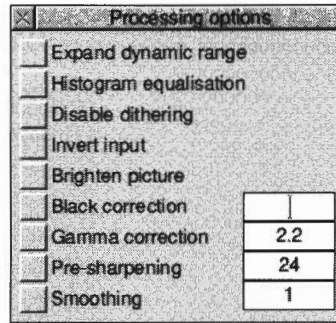 Processing options
Expand dynamic range
Histogram equalisation
Disable dithering
Invert input
Brighten picture
Black correction
Gamma correction 2.2
Pre-sharpening 24
Smoothing 1